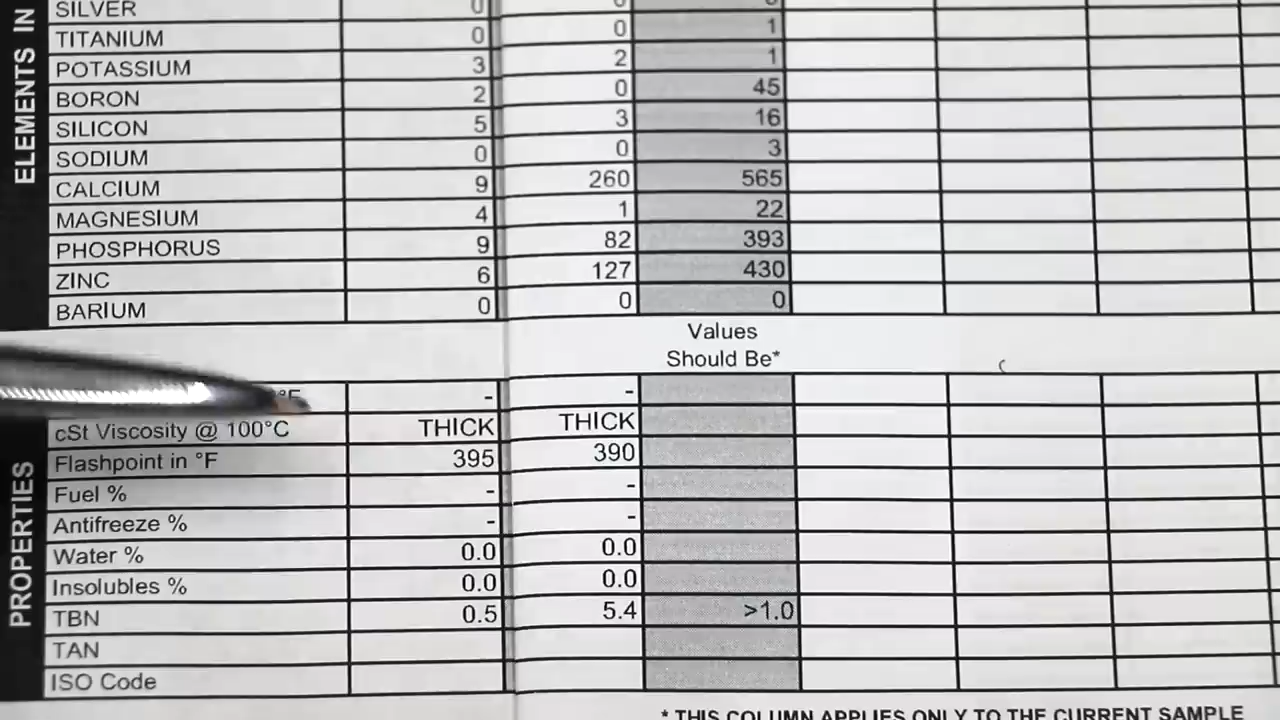 ELEMENTS IN
SILVER 0 0 0
TITANIUM 0 0 1
POTASSIUM 3 2 1
BORON 2 0 45
SILICON 5 3 16
SODIUM 0 0 3
CALCIUM 9 260 565
MAGNESIUM 4 1 22
PHOSPHORUS 9 82 393
ZINC 6 127 430
BARIUM 0 0 0
Values
Should Be*
PROPERTIES
°F - -
cSt Viscosity @ 100°C THICK THICK
Flashpoint in °F 395 390
Fuel % - -
Antifreeze % - -
Water % 0.0 0.0
Insolubles % 0.0 0.0
TBN 0.5 5.4 >1.0
TAN
ISO Code
* THIS COLUMN APPLIES ONLY TO THE CURRENT SAMPLE